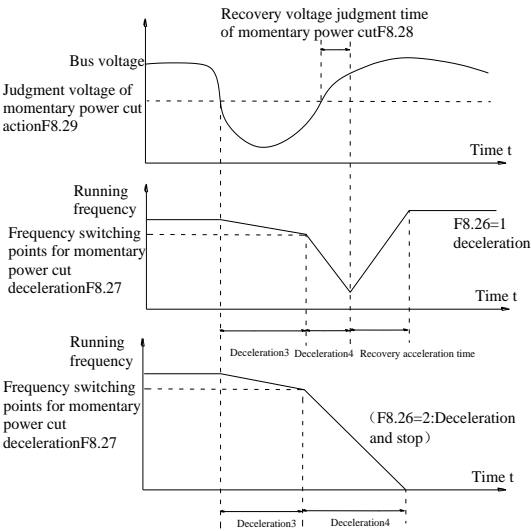 Recovery voltage judgment time
of momentary power cutF8.28
Bus voltage
Judgment voltage of
momentary power cut
actionF8.29
Time t
Running
frequency
Frequency switching
points for momentary
power cut
decelerationF8.27
F8.26=1
deceleration
Time t
Deceleration3
Deceleration4
Recovery acceleration time
Running
frequency
Frequency switching
points for momentary
power cut
decelerationF8.27
（F8.26=2:Deceleration
and stop）
Time t
Deceleration3
Deceleration4